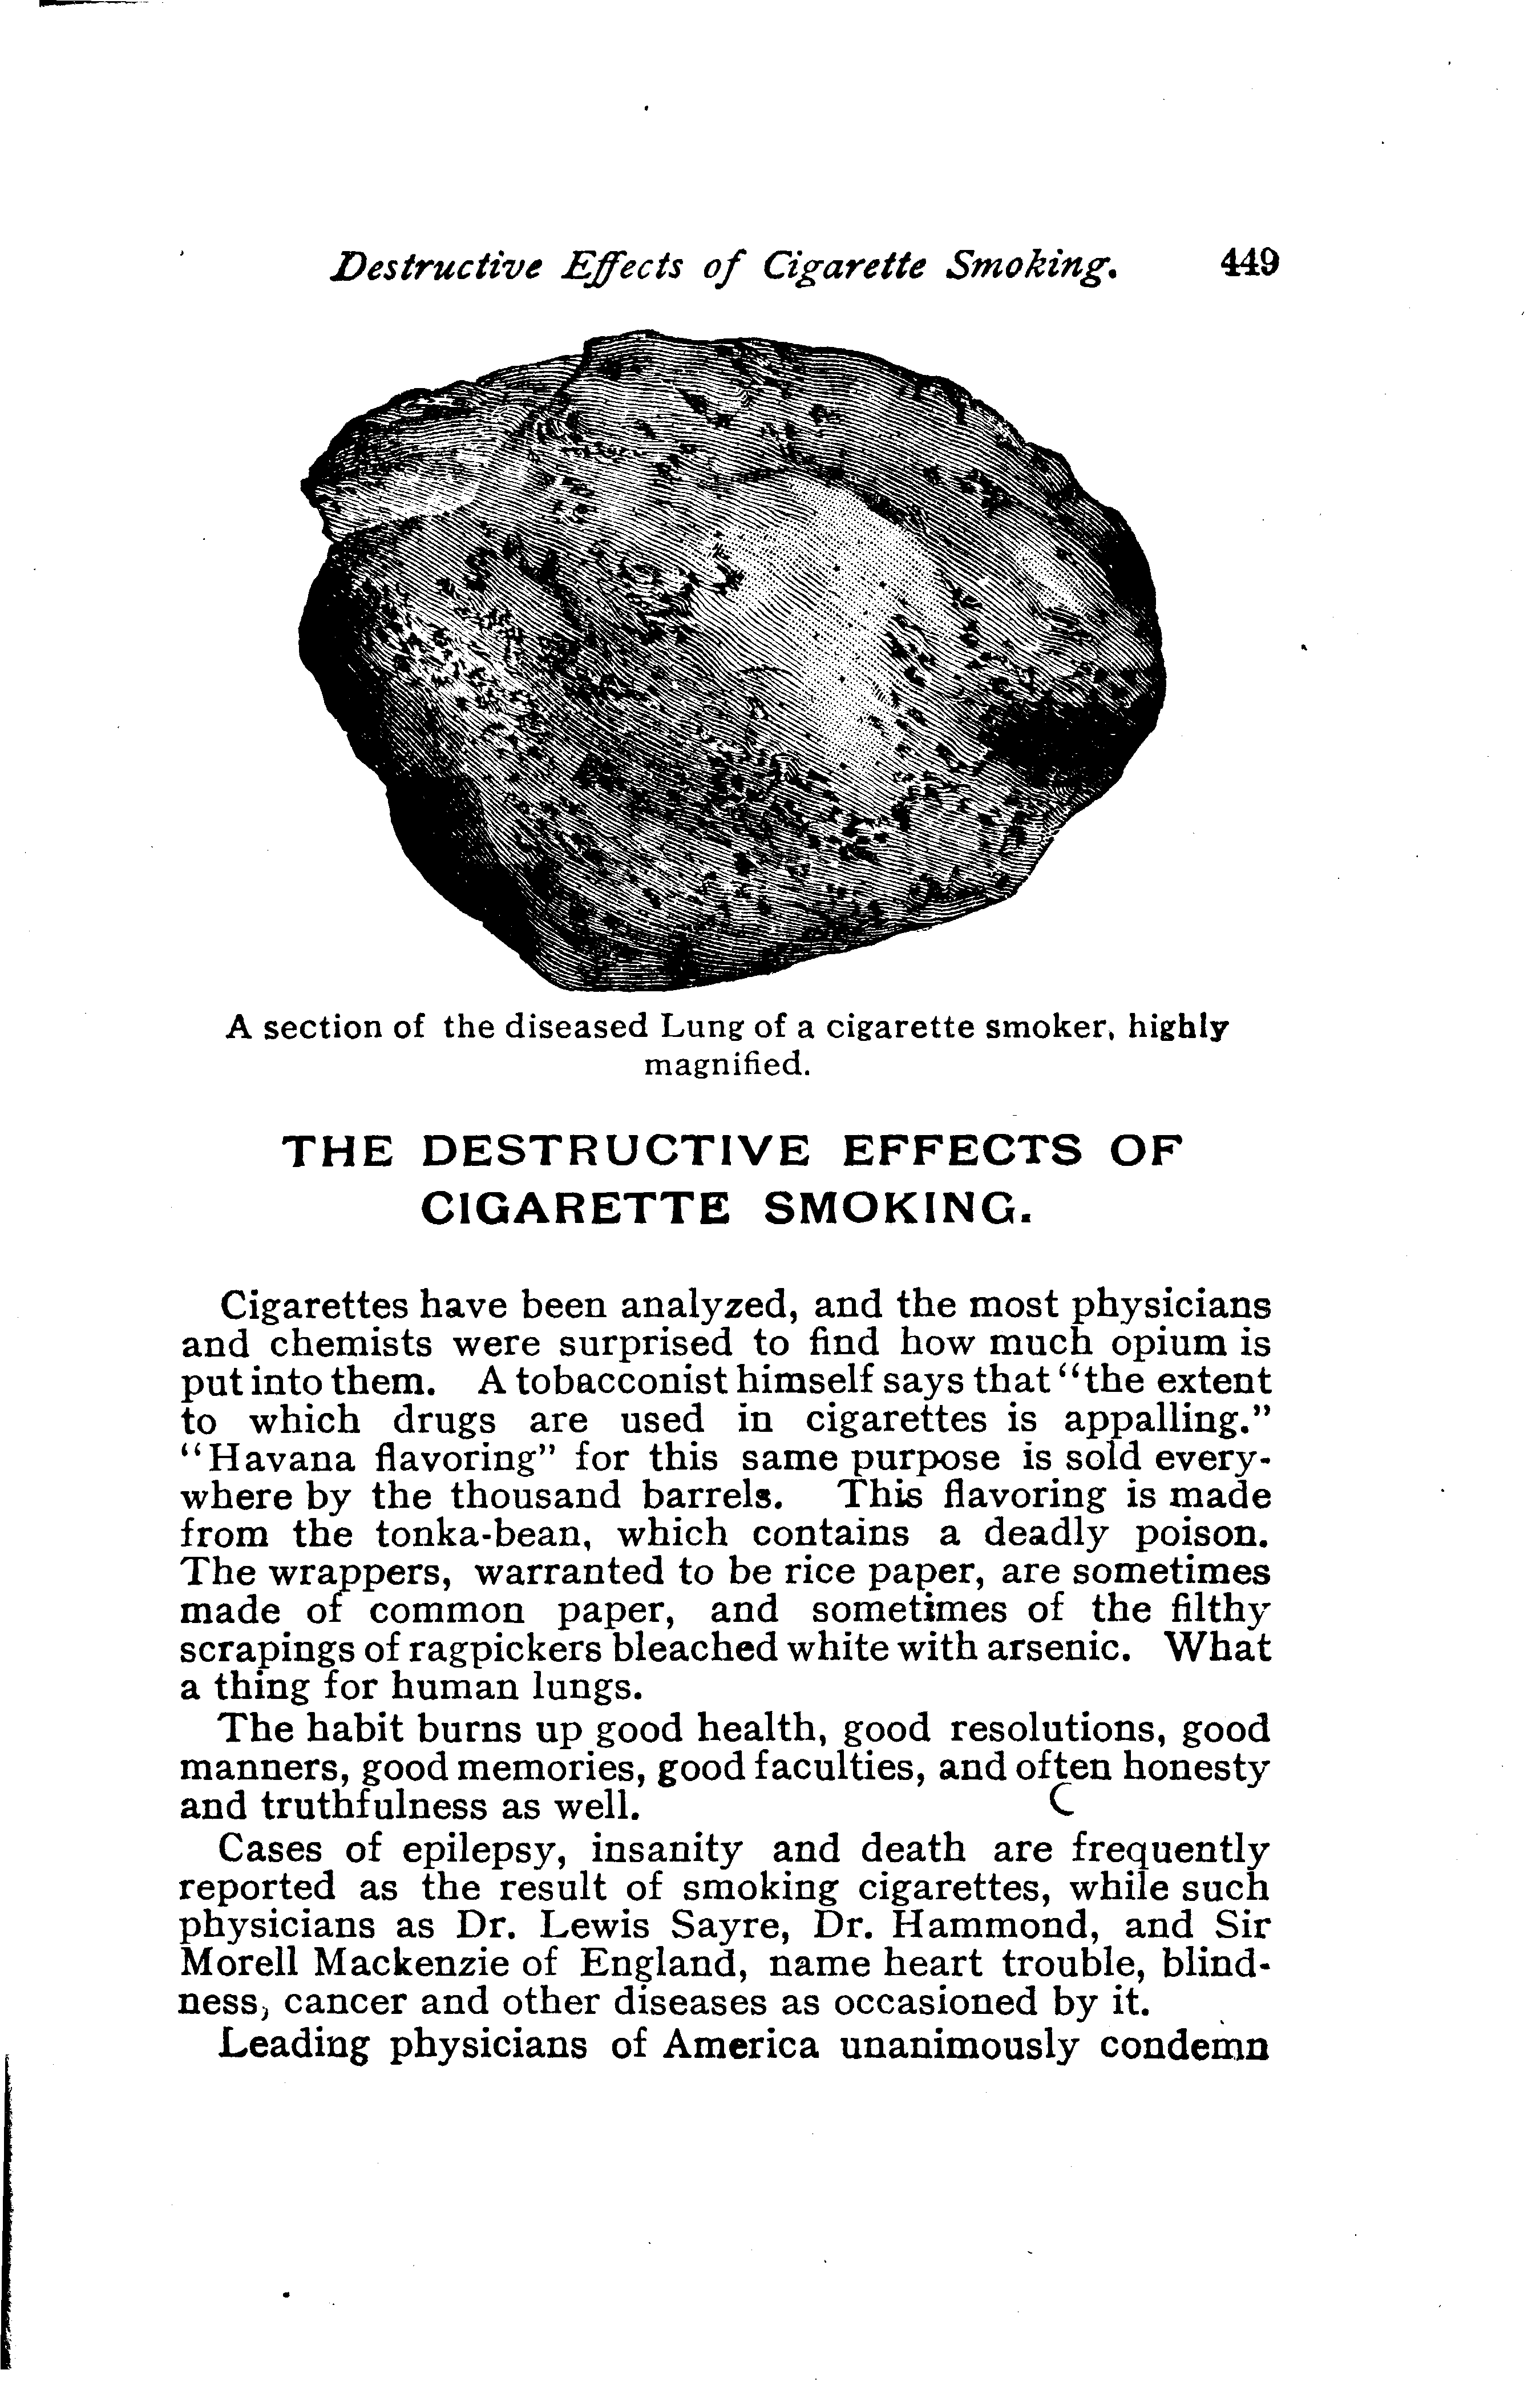 Destructive Effects of Cigarette Smoking. 449
A section of the diseased Lung of a cigarette smoker, highly
magnified.
THE DESTRUCTIVE EFFECTS OF
CIGARETTE SMOKING.
Cigarettes have been analyzed, and the most physicians
and chemists were surprised to find how much opium is
put into them. A tobacconist himself says that “the extent
to which drugs are used in cigarettes is appalling.”
“Havana flavoring” for this same purpose is sold every-
where by the thousand barrels. This flavoring is made
from the tonka-bean, which contains a deadly poison.
The wrappers, warranted to be rice paper, are sometimes
made of common paper, and sometimes of the filthy
scrapings of ragpickers bleached white with arsenic. What
a thing for human lungs.
The habit burns up good health, good resolutions, good
manners, good memories, good faculties, and often honesty
and truthfulness as well.
Cases of epilepsy, insanity and death are frequently
reported as the result of smoking cigarettes, while such
physicians as Dr. Lewis Sayre, Dr. Hammond, and Sir
Morell Mackenzie of England, name heart trouble, blind-
ness, cancer and other diseases as occasioned by it.
Leading physicians of America unanimously condemn